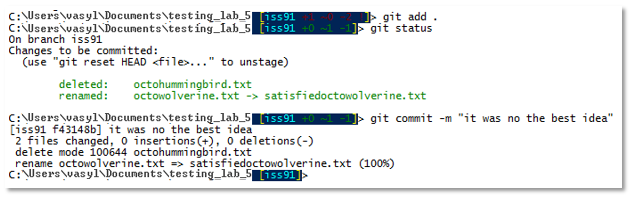 C:\Users\vasyl\Documents\testing_lab_5 [iss91 +1 ~0 -2 !]> git add .
C:\Users\vasyl\Documents\testing_lab_5 [iss91 +0 ~1 -1]> git status
On branch iss91
Changes to be committed:
(use "git reset HEAD <file>..." to unstage)
deleted: octohummingbird.txt
renamed: octowolverine.txt -> satisfiedoctowolverine.txt
C:\Users\vasyl\Documents\testing_lab_5 [iss91 +0 ~1 -1]> git commit -m "it was no the best idea"
[iss91 f43148b] it was no the best idea
2 files changed, 0 insertions(+), 0 deletions(-)
delete mode 100644 octohummingbird.txt
rename octowolverine.txt => satisfiedoctowolverine.txt (100%)
C:\Users\vasyl\Documents\testing_lab_5 [iss91]>